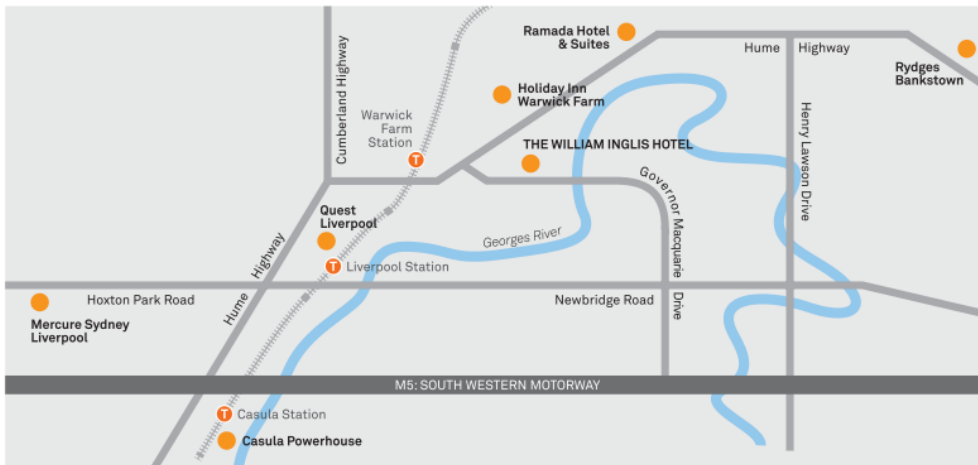 Ramada Hotel
& Suites
Hume Highway
Rydges
Bankstown
Cumberland Highway
Holiday Inn
Warwick Farm
Warwick
Farm
Station
T
THE WILLIAM INGLIS HOTEL
Henry Lawson Drive
Governor Macquarie Drive
Quest
Liverpool
Georges River
Hume Highway
T Liverpool Station
Hoxton Park Road
Newbridge Road
Mercure Sydney
Liverpool
M5: SOUTH WESTERN MOTORWAY
T Casula Station
Casula Powerhouse